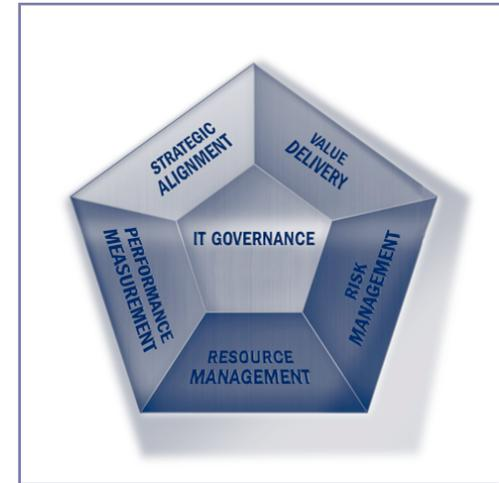 STRATEGIC
ALIGNMENT
VALUE
DELIVERY
IT GOVERNANCE
PERFORMANCE
MEASUREMENT
RISK
MANAGEMENT
RESOURCE
MANAGEMENT